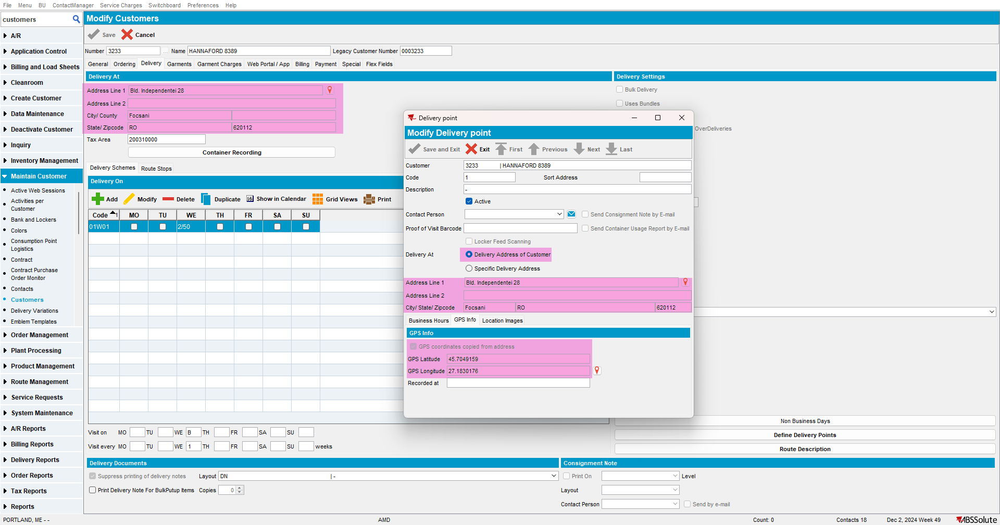 File Menu BU ContactManager Service Charges Switchboard Preferences Help
customers
Modify Customers
Save Cancel
A/R
Application Control
Billing and Load Sheets
Cleanroom
Create Customer
Data Maintenance
Deactivate Customer
Inquiry
Inventory Management
Maintain Customer
Active Web Sessions
Activities per
Customer
Bank and Lockers
Colors
Consumption Point
Logistics
Contract
Contract Purchase
Order Monitor
Contacts
Customers
Delivery Variations
Emblem Templates
Order Management
Plant Processing
Product Management
Route Management
Service Requests
System Maintenance
A/R Reports
Billing Reports
Delivery Reports
Order Reports
Tax Reports
Reports
Number 3233 ... Name HANNAFORD 8389 Legacy Customer Number 0003233
General Ordering Delivery Garments Garment Charges Web Portal / App Billing Payment Special Flex Fields
Delivery At
Address Line 1 Bld. Independentei 28
Address Line 2
City/ County Focsani
State/ Zipcode RO 620112
Tax Area 200310000
Container Recording
Delivery Schemes Route Stops
Delivery On
Add Modify Delete Duplicate 16 Show in Calendar Grid Views Print
Code 1 MO TU WE TH FR SA SU
01W01 2/50
Visit on MO TU WE B TH FR SA SU
Visit every MO TU WE 1 TH FR SA SU weeks
Delivery Settings
Bulk Delivery
Uses Bundles
OverDeliveries
Non Business Days
Define Delivery Points
Route Description
Delivery point
Modify Delivery point
Save and Exit Exit First Previous Next Last
Customer 3233 | HANNAFORD 8389
Code 1 Sort Address
Description -
Active
Contact Person Send Consignment Note by E-mail
Proof of Visit Barcode Send Container Usage Report by E-mail
Locker Feed Scanning
Delivery At Delivery Address of Customer
Specific Delivery Address
Address Line 1 Bld. Independentei 28
Address Line 2
City/ State/ Zipcode Focsani RO 620112
Business Hours GPS Info Location Images
GPS Info
GPS coordinates copied from address
GPS Latitude 45.7049159
GPS Longitude 27.1830176
Recorded at
Delivery Documents
Suppress printing of delivery notes Layout DN | -
Print Delivery Note For BulkPutup Items Copies 0
Consignment Note
Print On Level
Layout
Contact Person Send by e-mail
PORTLAND, ME - - AMD Count: 0 Contacts 18 Dec 2, 2024 Week 49 ABSSolute